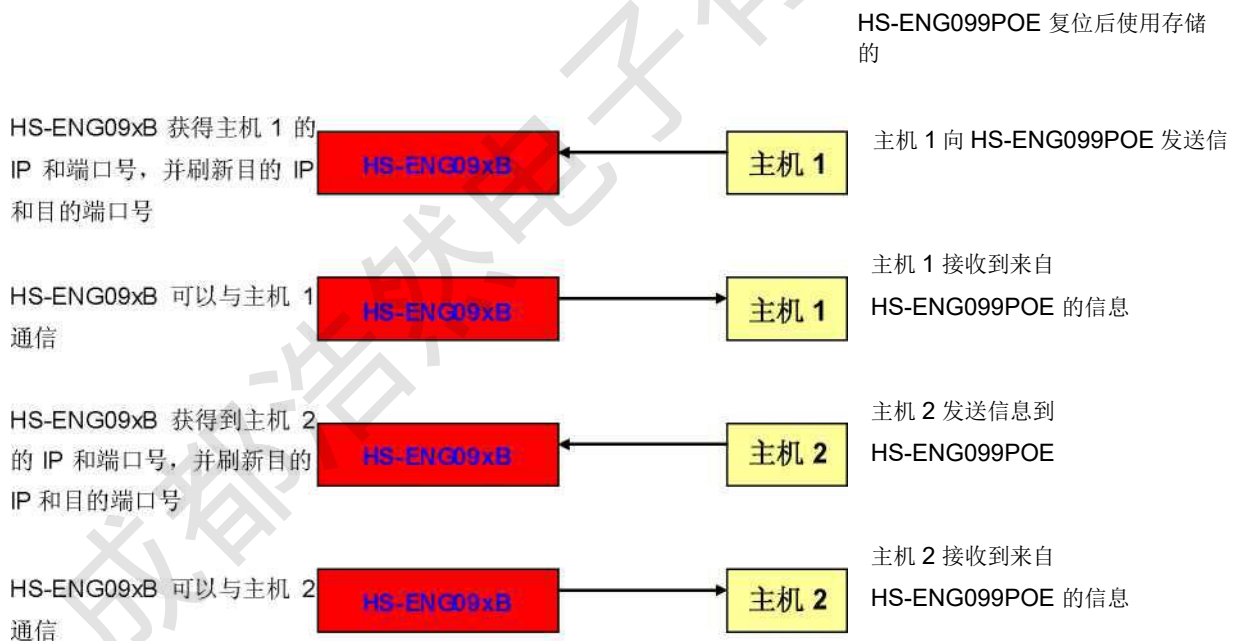 HS-ENG099POE 复位后使用存储
的
HS-ENG09xB 获得主机 1 的
IP 和端口号，并刷新目的 IP
和目的端口号
HS-ENG09xB
主机 1
主机 1 向 HS-ENG099POE 发送信
HS-ENG09xB 可以与主机 1
通信
HS-ENG09xB
主机 1
主机 1 接收到来自
HS-ENG099POE 的信息
HS-ENG09xB 获得到主机 2
的 IP 和端口号，并刷新目的
IP 和目的端口号
HS-ENG09xB
主机 2
主机 2 发送信息到
HS-ENG099POE
HS-ENG09xB 可以与主机 2
通信
HS-ENG09xB
主机 2
主机 2 接收到来自
HS-ENG099POE 的信息
成都浩然电子有